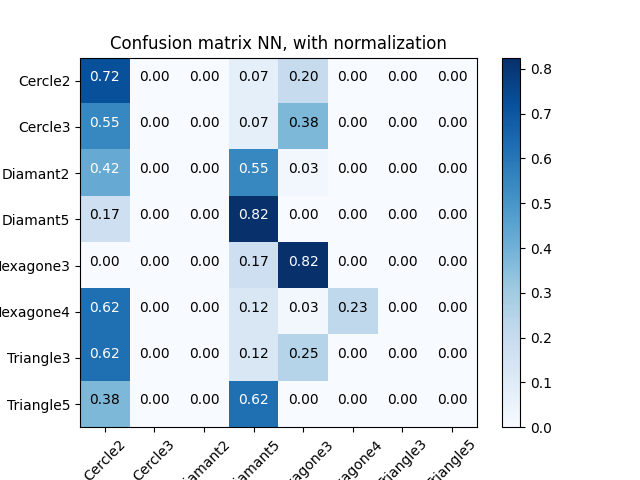 Confusion matrix NN, with normalization
Cercle2 0.72 0.00 0.00 0.07 0.20 0.00 0.00 0.00
Cercle3 0.55 0.00 0.00 0.07 0.38 0.00 0.00 0.00
Diamant2 0.42 0.00 0.00 0.55 0.03 0.00 0.00 0.00
Diamant5 0.17 0.00 0.00 0.82 0.00 0.00 0.00 0.00
exagone3 0.00 0.00 0.00 0.17 0.82 0.00 0.00 0.00
exagone4 0.62 0.00 0.00 0.12 0.03 0.23 0.00 0.00
Triangle3 0.62 0.00 0.00 0.12 0.25 0.00 0.00 0.00
Triangle5 0.38 0.00 0.00 0.62 0.00 0.00 0.00 0.00
Cercle2
Cercle3
amant2
amant5
agone3
agone4
riangle3
riangle5
0.8
0.7
0.6
0.5
0.4
0.3
0.2
0.1
0.0